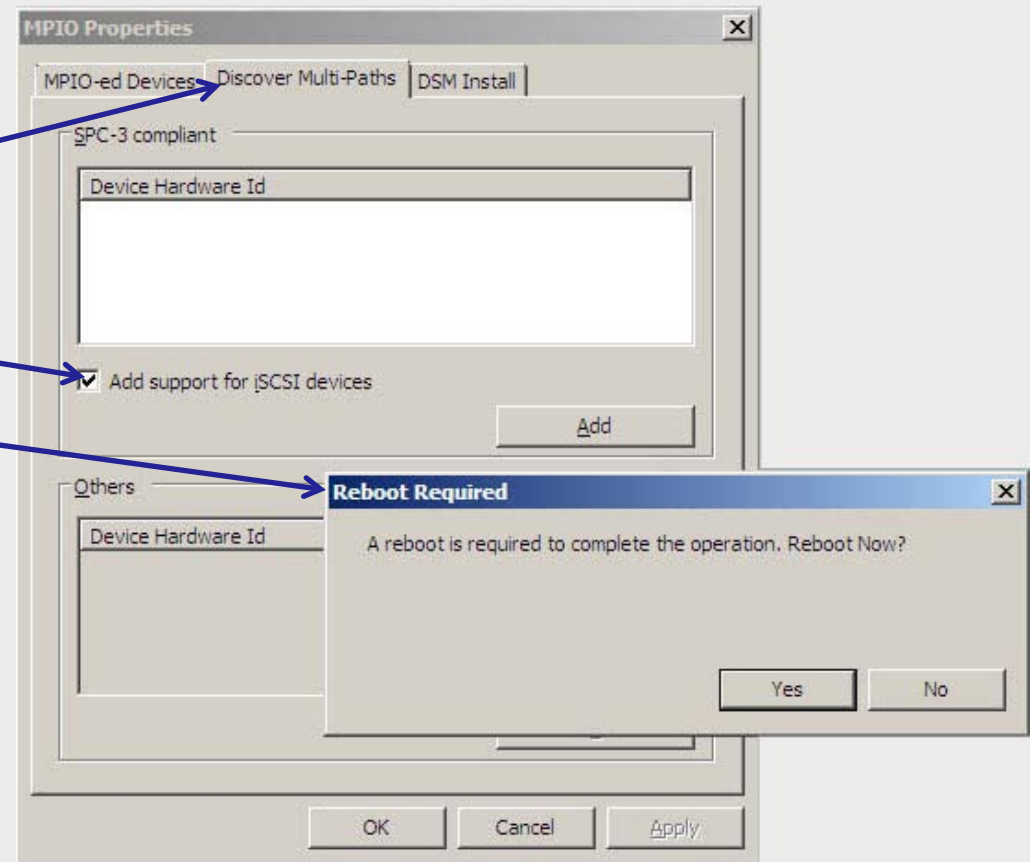 MPIO Properties
MPIO-ed Devices
Discover Multi-Paths
DSM Install
SPC-3 compliant
Device Hardware Id
Add support for iSCSI devices
Add
Others
Device Hardware Id
Reboot Required
A reboot is required to complete the operation. Reboot Now?
Yes
No
OK
Cancel
Apply